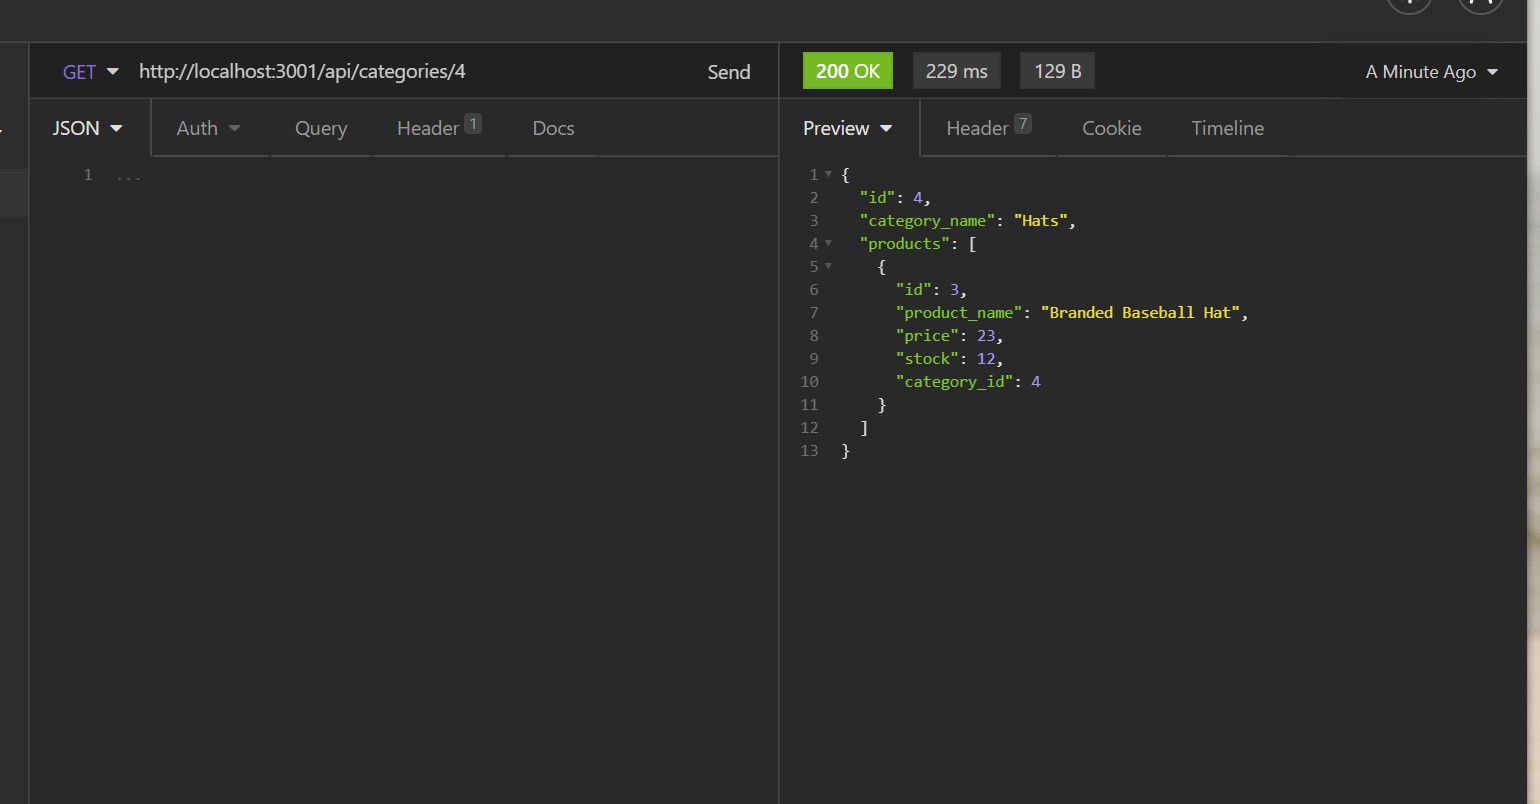 GET http://localhost:3001/api/categories/4 Send
200 OK 229 ms 129 B A Minute Ago
JSON Auth Query Header 1 Docs
Preview Header 7 Cookie Timeline
1 ...
1 {
2 "id": 4,
3 "category_name": "Hats",
4 "products": [
5 {
6 "id": 3,
7 "product_name": "Branded Baseball Hat",
8 "price": 23,
9 "stock": 12,
10 "category_id": 4
11 }
12 ]
13 }